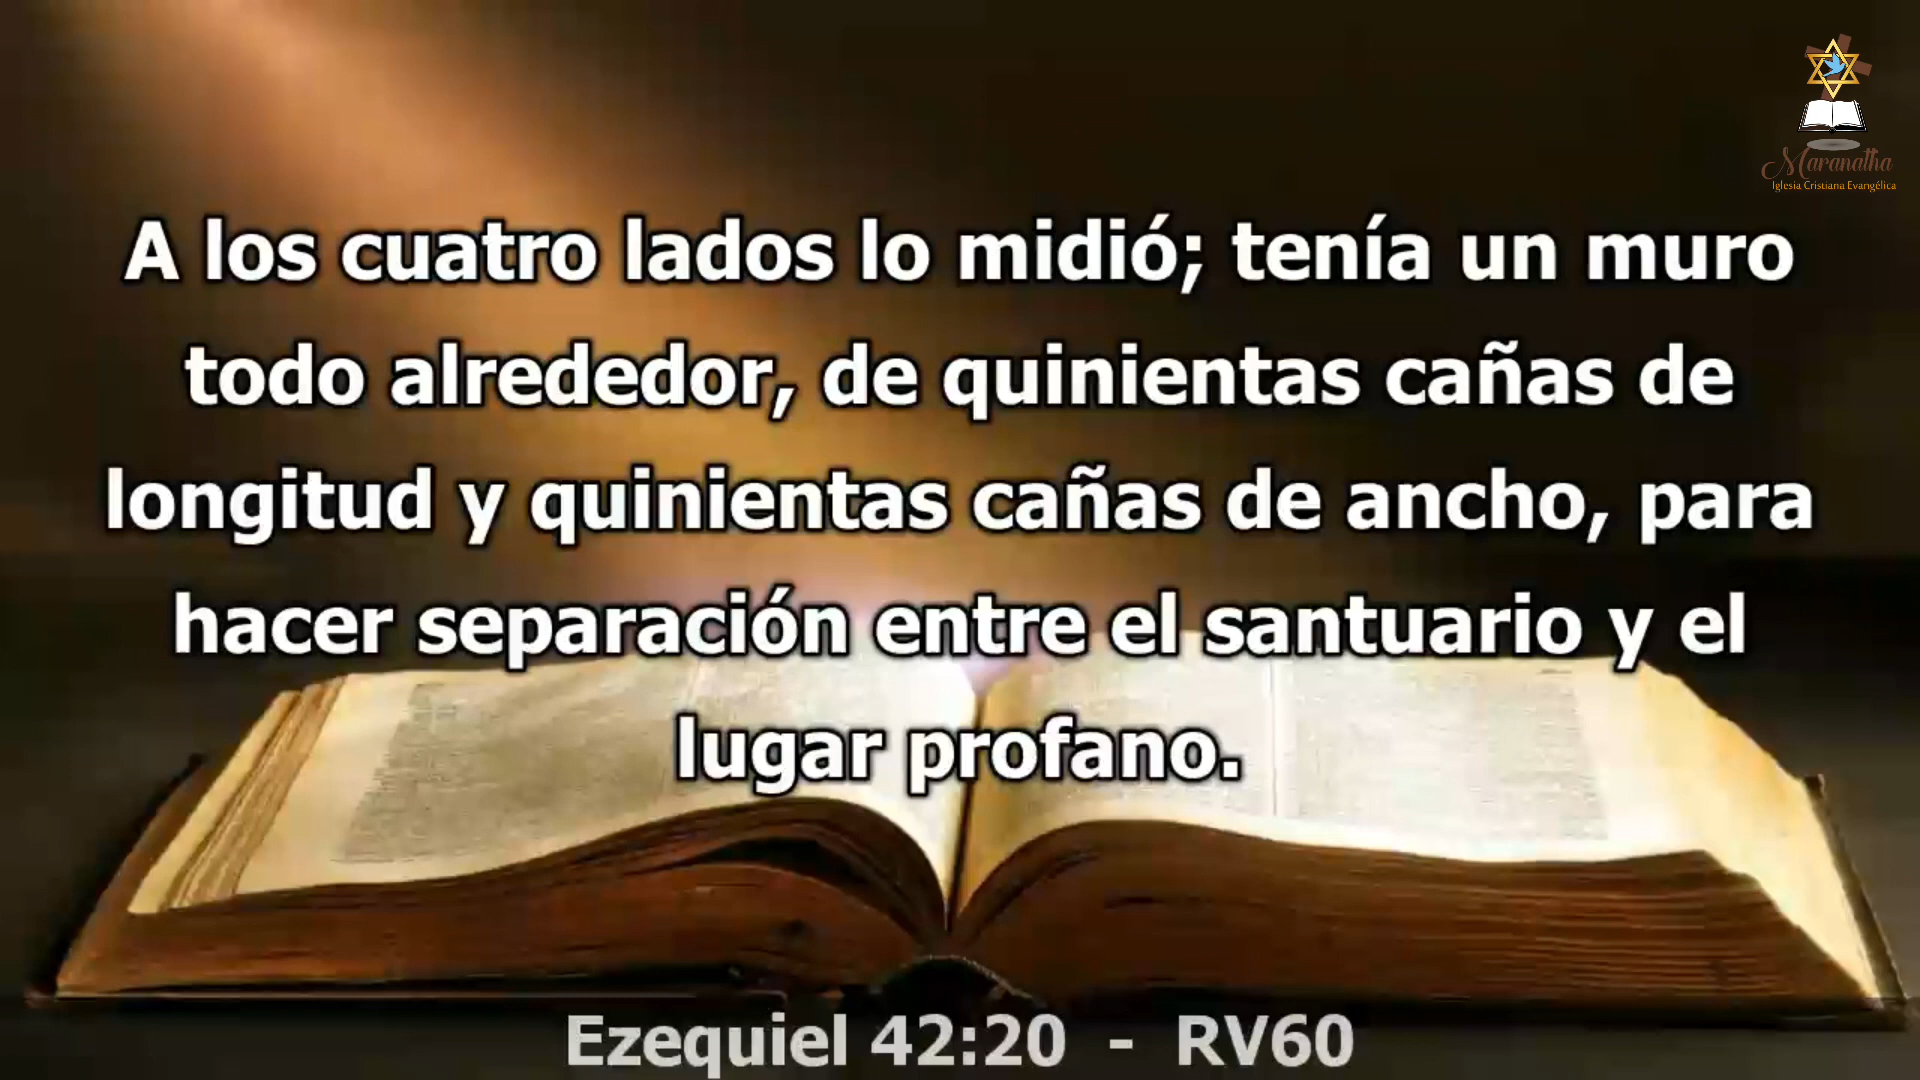 Maranatha
Iglesia Cristiana Evangélica
A los cuatro lados lo midió; tenía un muro
todo alrededor, de quinientas cañas de
longitud y quinientas cañas de ancho, para
hacer separación entre el santuario y el
lugar profano.
Ezequiel 42:20 - RV60